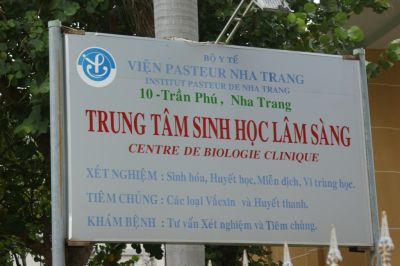 BỘ Y TẾ
VIỆN PASTEUR NHA TRANG
INSTITUT PASTEUR DE NHA TRANG
10 - Trần Phú, Nha Trang
TRUNG TÂM SINH HỌC LÂM SÀNG
CENTRE DE BIOLOGIE CLINIQUE
XÉT NGHIỆM : Sinh hóa, Huyết học, Miễn dịch, Vi trùng học.
TIÊM CHỦNG : Các loại Vắcxin và Huyết thanh.
KHÁM BỆNH : Tư vấn Xét nghiệm và Tiêm chủng.